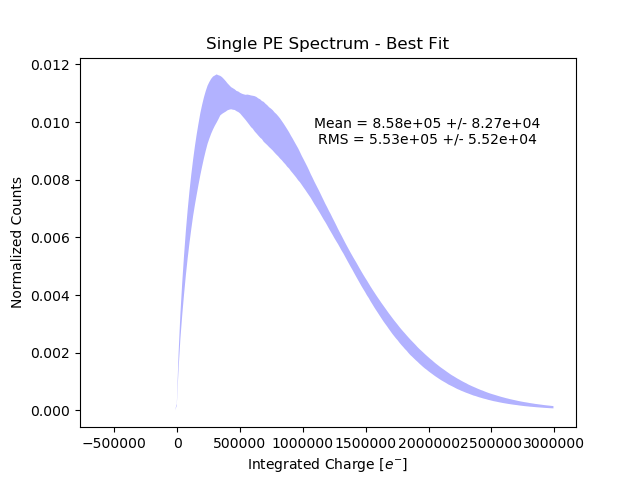 Single PE Spectrum - Best Fit
0.012
0.010
0.008
0.006
0.004
0.002
0.000
Normalized Counts
Mean = 8.58e+05 +/- 8.27e+04
RMS = 5.53e+05 +/- 5.52e+04
−500000 0 500000 1000000 1500000 2000000 2500000 3000000
Integrated Charge [e⁻]